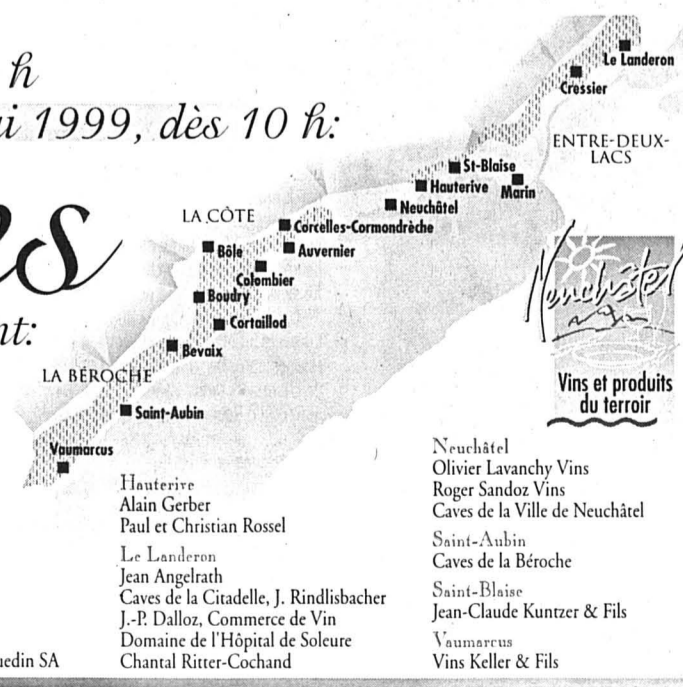 h
1999, dès 10 h:
Le Landeron
Cressier
ENTRE-DEUX-
LACS
St-Blaise
Hauterive
Marin
Neuchâtel
LA CÔTE
Corcelles-Cormondrèche
Auvernier
Bôle
Colombier
Boudry
Cortaillod
Bevaix
LA BÉROCHE
Saint-Aubin
Vaumarcus
Neuchâtel
Vins et produits
du terroir
Hauterive
Alain Gerber
Paul et Christian Rossel
Le Landeron
Jean Angelrath
Caves de la Citadelle, J. Rindlisbacher
J.-P. Dalloz, Commerce de Vin
Domaine de l'Hôpital de Soleure
Chantal Ritter-Cochand
Neuchâtel
Olivier Lavanchy Vins
Roger Sandoz Vins
Caves de la Ville de Neuchâtel
Saint-Aubin
Caves de la Béroche
Saint-Blaise
Jean-Claude Kuntzer & Fils
Vaumarcus
Vins Keller & Fils
SA